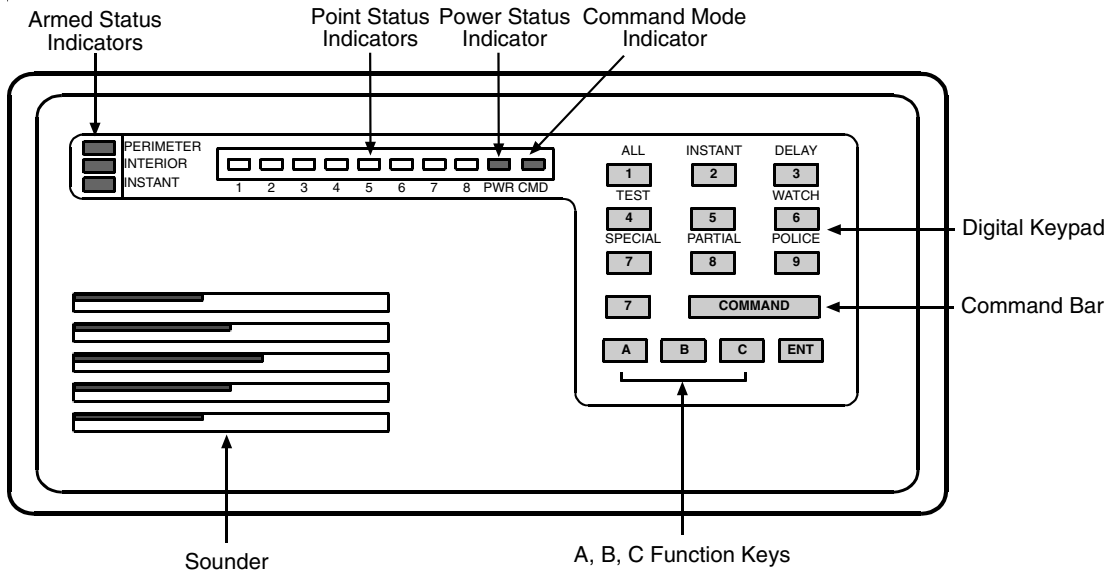 Armed Status
Indicators
Point Status
Indicators
Power Status
Indicator
Command Mode
Indicator
PERIMETER
INTERIOR
INSTANT
1 2 3 4 5 6 7 8 PWR CMD
ALL INSTANT DELAY
1 2 3
TEST WATCH
4 5 6
SPECIAL PARTIAL POLICE
7 8 9
7 COMMAND
A B C ENT
Digital Keypad
Command Bar
Sounder
A, B, C Function Keys